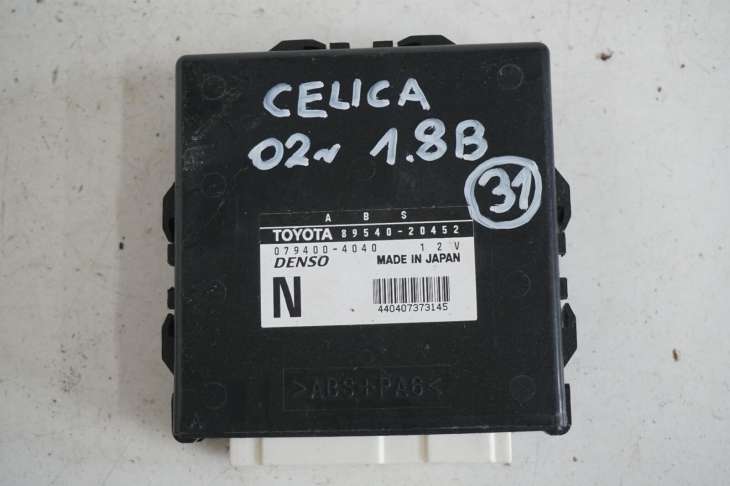 CELICA
02~ 1.8B
31
A B S
TOYOTA 89540-20452
079400-4040 12V
DENSO MADE IN JAPAN
N
440407373145
>ABS+PA6<
A